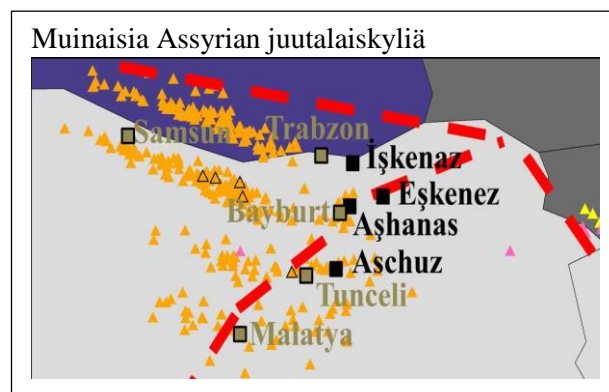 Muinaisia Assyrian juutalaiskyliä
Samsun
Trabzon
İşkenaz
Eşkenez
Bayburt
Aşhanas
Aschuz
Tunceli
Malatya